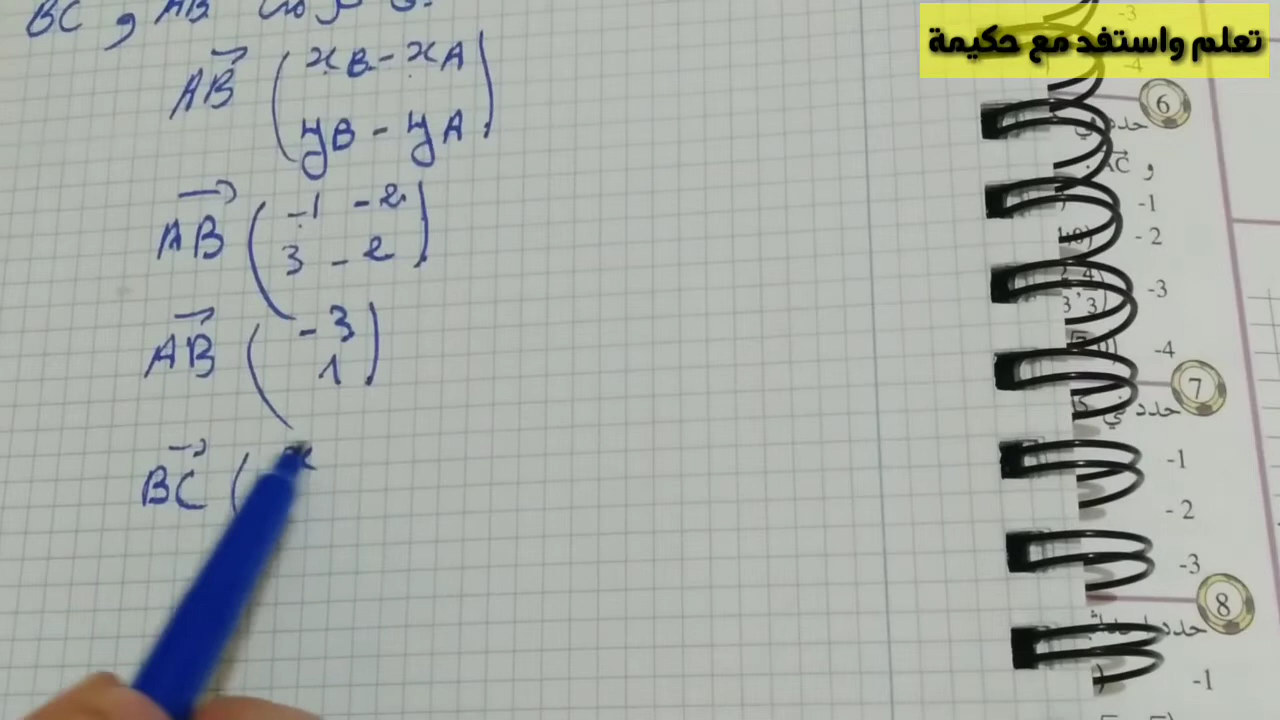 تعلم واستفد مع حكيمة
BC و AB
AB→ ( xB - xA
yB - yA )
AB→ ( -1 - 2
3 - 2 )
AB→ ( -3
1 )
BC→ ( x
6
و AC→ .
-1
- 2
-3
-4
7
-1
- 2
-3
8
-1